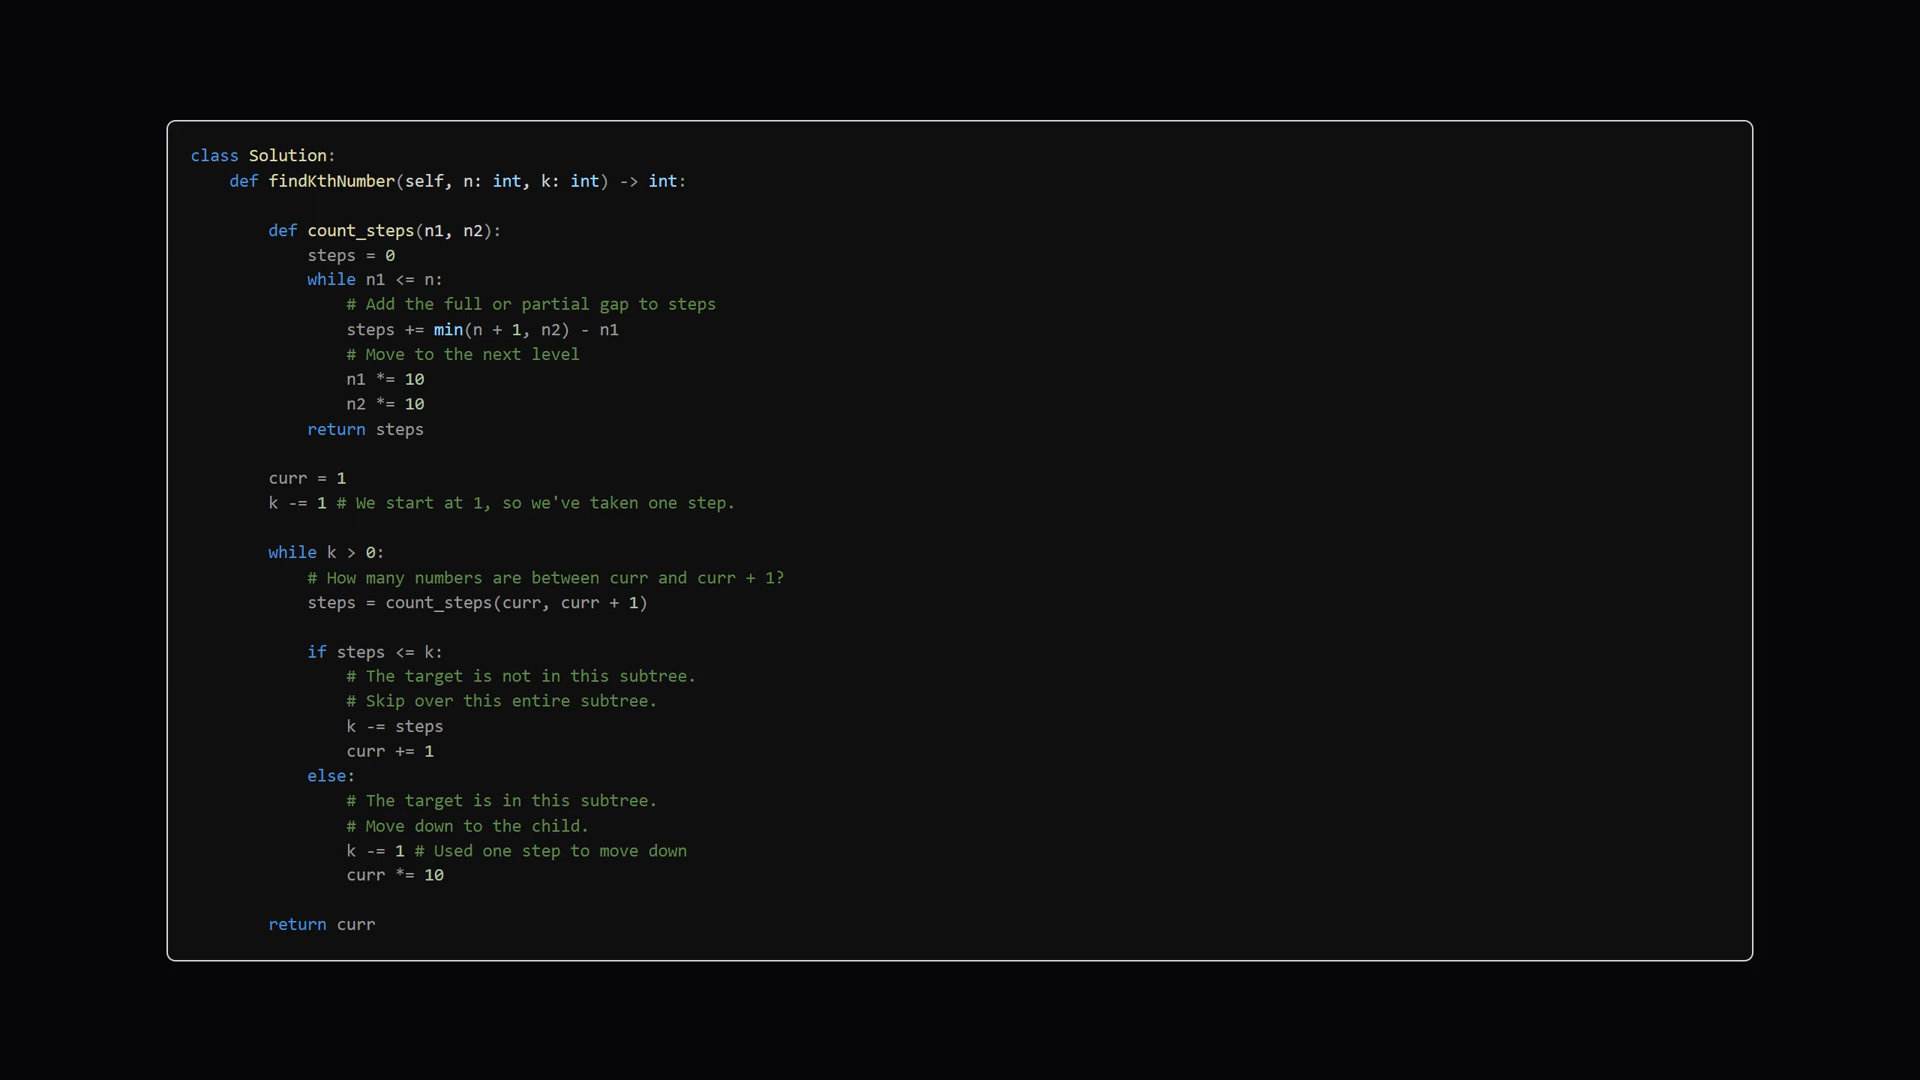 class Solution:
    def findKthNumber(self, n: int, k: int) -> int:

        def count_steps(n1, n2):
            steps = 0
            while n1 <= n:
                # Add the full or partial gap to steps
                steps += min(n + 1, n2) - n1
                # Move to the next level
                n1 *= 10
                n2 *= 10
            return steps

        curr = 1
        k -= 1 # We start at 1, so we've taken one step.

        while k > 0:
            # How many numbers are between curr and curr + 1?
            steps = count_steps(curr, curr + 1)

            if steps <= k:
                # The target is not in this subtree.
                # Skip over this entire subtree.
                k -= steps
                curr += 1
            else:
                # The target is in this subtree.
                # Move down to the child.
                k -= 1 # Used one step to move down
                curr *= 10

        return curr